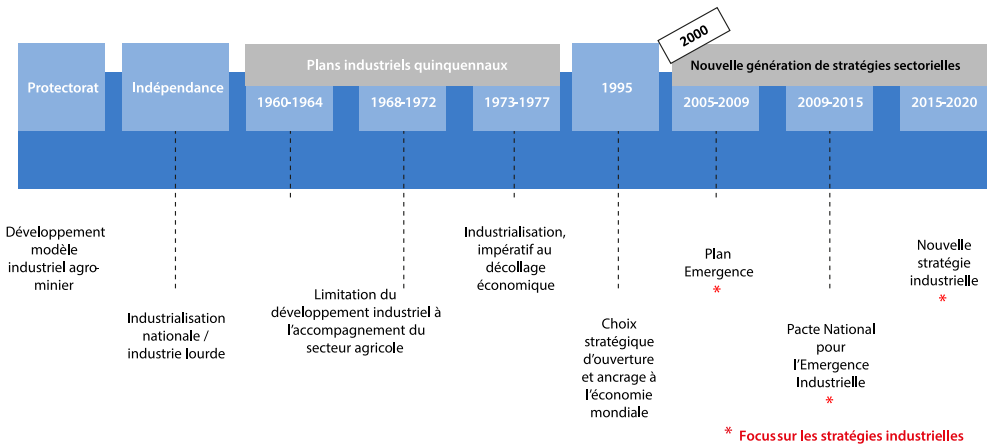 2000
Protectorat
Indépendance
Plans industriels quinquennaux
1960-1964
1968-1972
1973-1977
1995
Nouvelle génération de stratégies sectorielles
2005-2009
2009-2015
2015-2020
Développement
modèle
industriel agro-
minier
Industrialisation
nationale /
industrie lourde
Limitation du
développement industriel à
l'accompagnement du
secteur agricole
Industrialisation,
impératif au
décollage
économique
Choix
stratégique
d'ouverture
et ancrage à
l'économie
mondiale
Plan
Emergence
*
Pacte National
pour
l'Emergence
Industrielle
*
Nouvelle
stratégie
industrielle
*
* Focus sur les stratégies industrielles